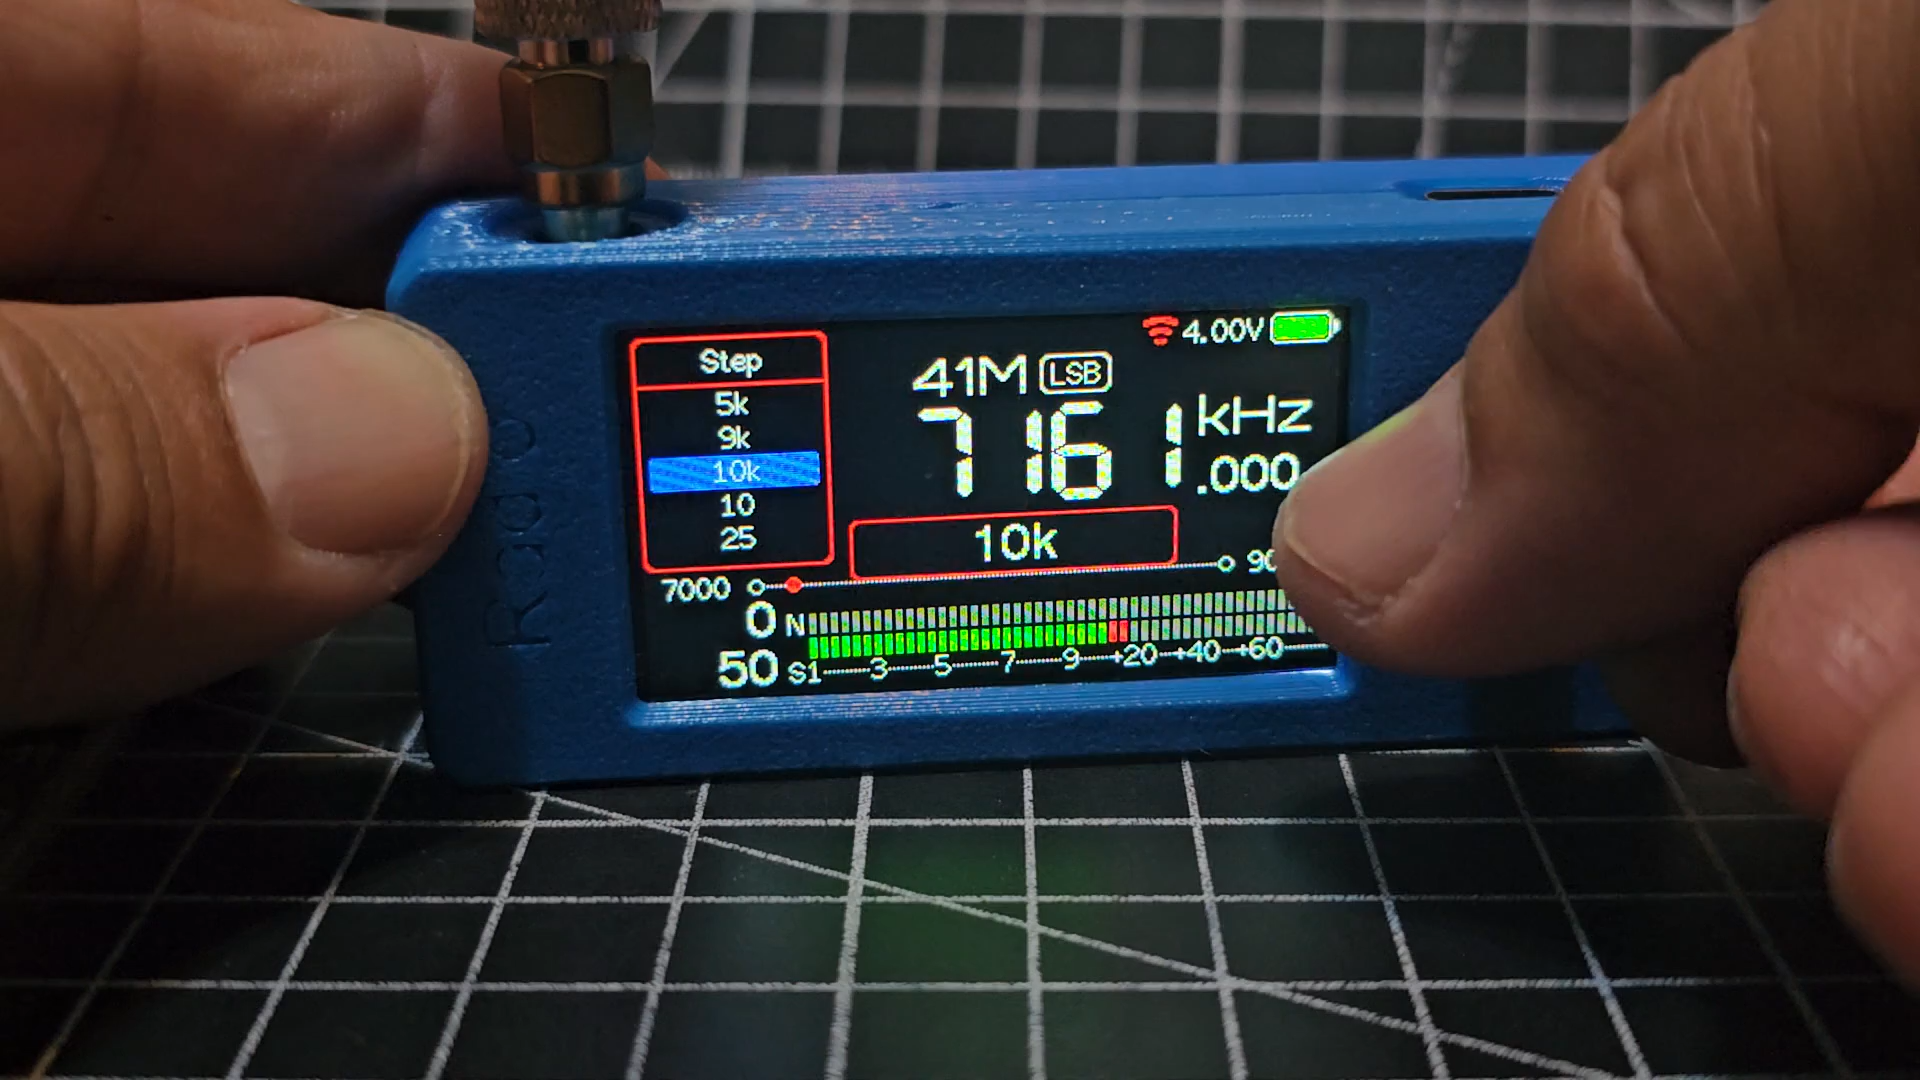 Radio
Step
5k
9k
10k
10
25
4.00V
41M LSB
7161 kHz
.000
10k
7000
0 N
50 S1 3 5 7 9 +20 +40 +60